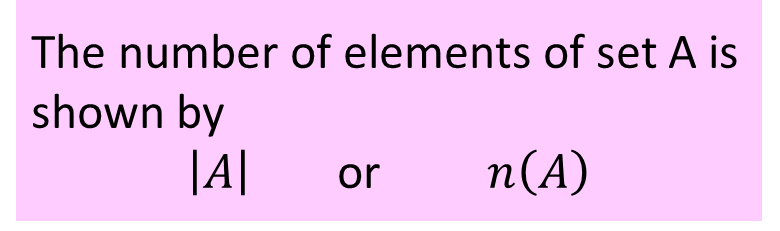 The number of elements of set A is
shown by
|A| or n(A)